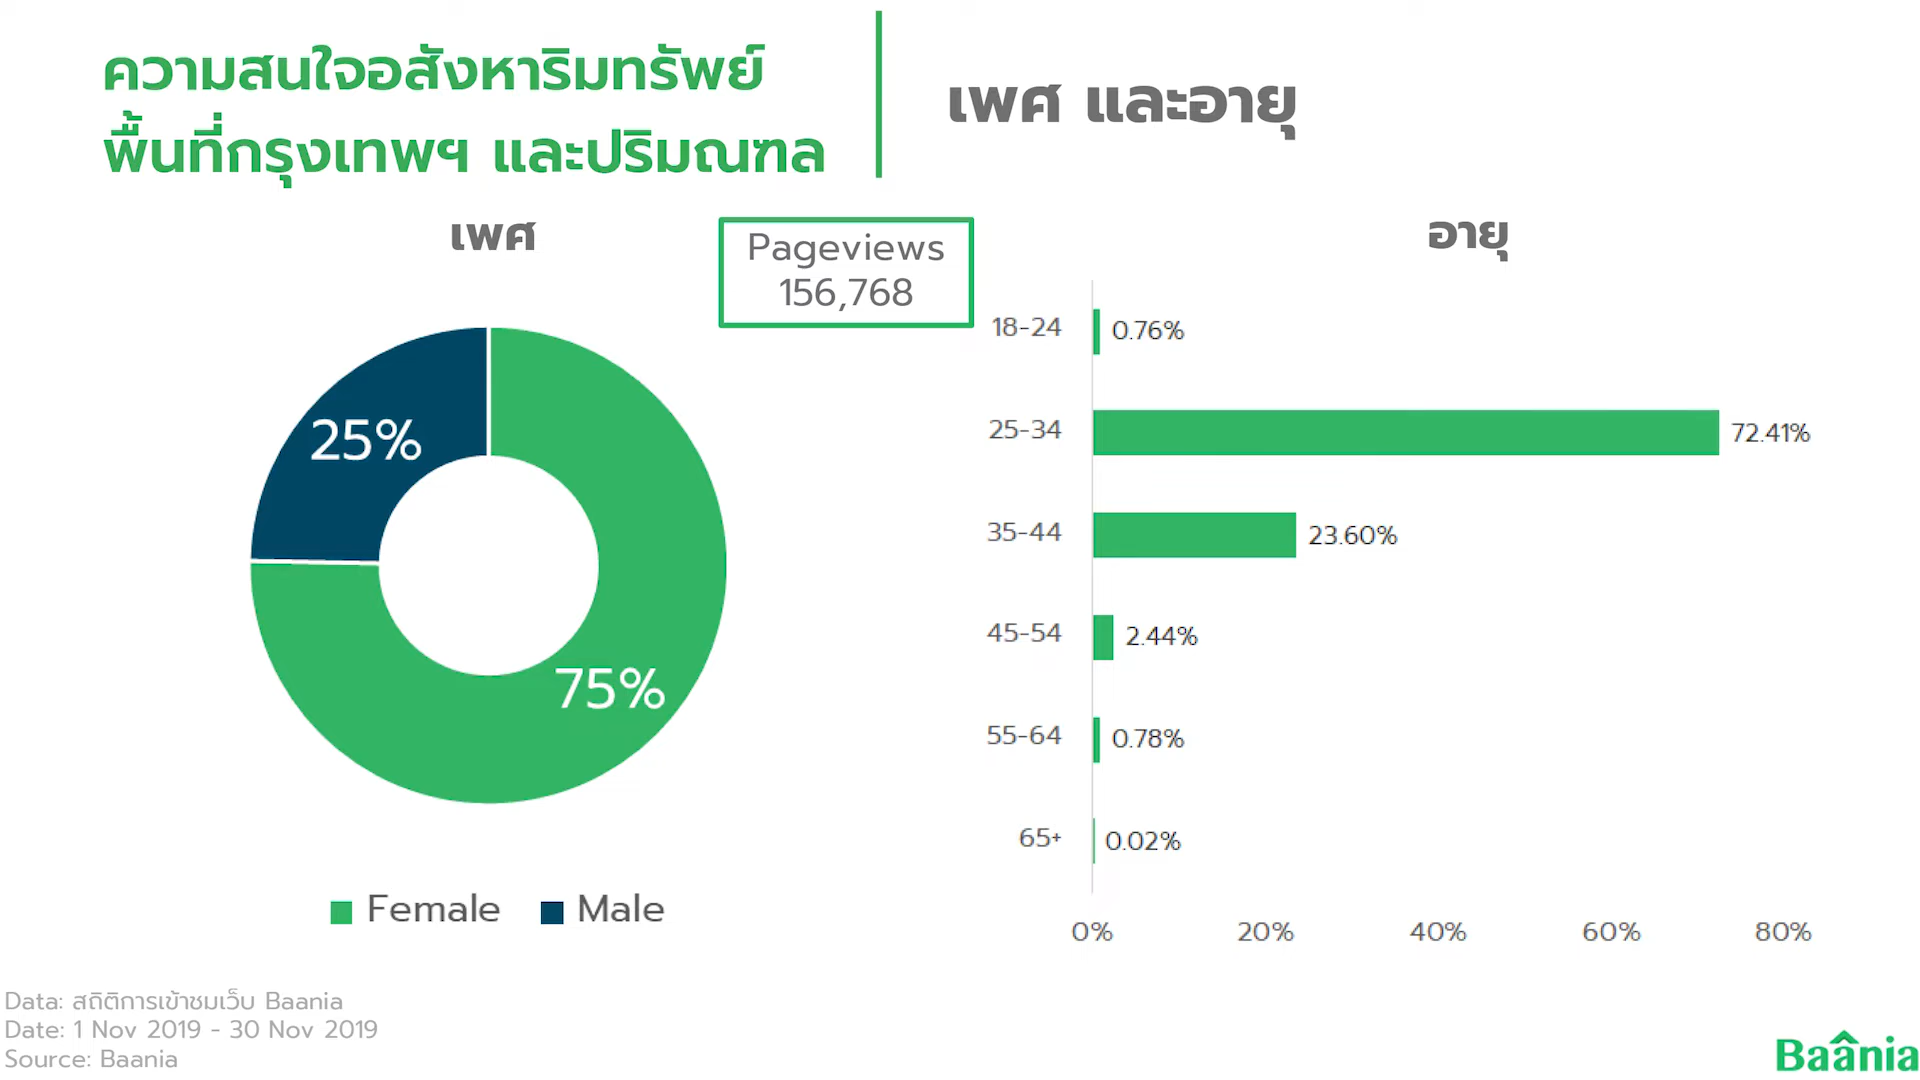 ความสนใจอสังหาริมทรัพย์
พื้นที่กรุงเทพฯ และปริมณฑล
เพศ และอายุ
เพศ
Pageviews
156,768
อายุ
25%
75%
Female
Male
18-24
0.76%
25-34
72.41%
35-44
23.60%
45-54
2.44%
55-64
0.78%
65+
0.02%
0%
20%
40%
60%
80%
Data: สถิติการเข้าชมเว็บ Baania
Date: 1 Nov 2019 - 30 Nov 2019
Source: Baania
Baânia